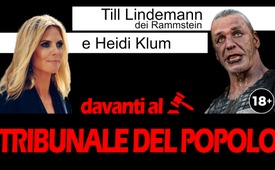 Till Lindemann
dei Rammstein
e Heidi Klum
davanti al
TRIBUNALE DEL POPOLO
18+